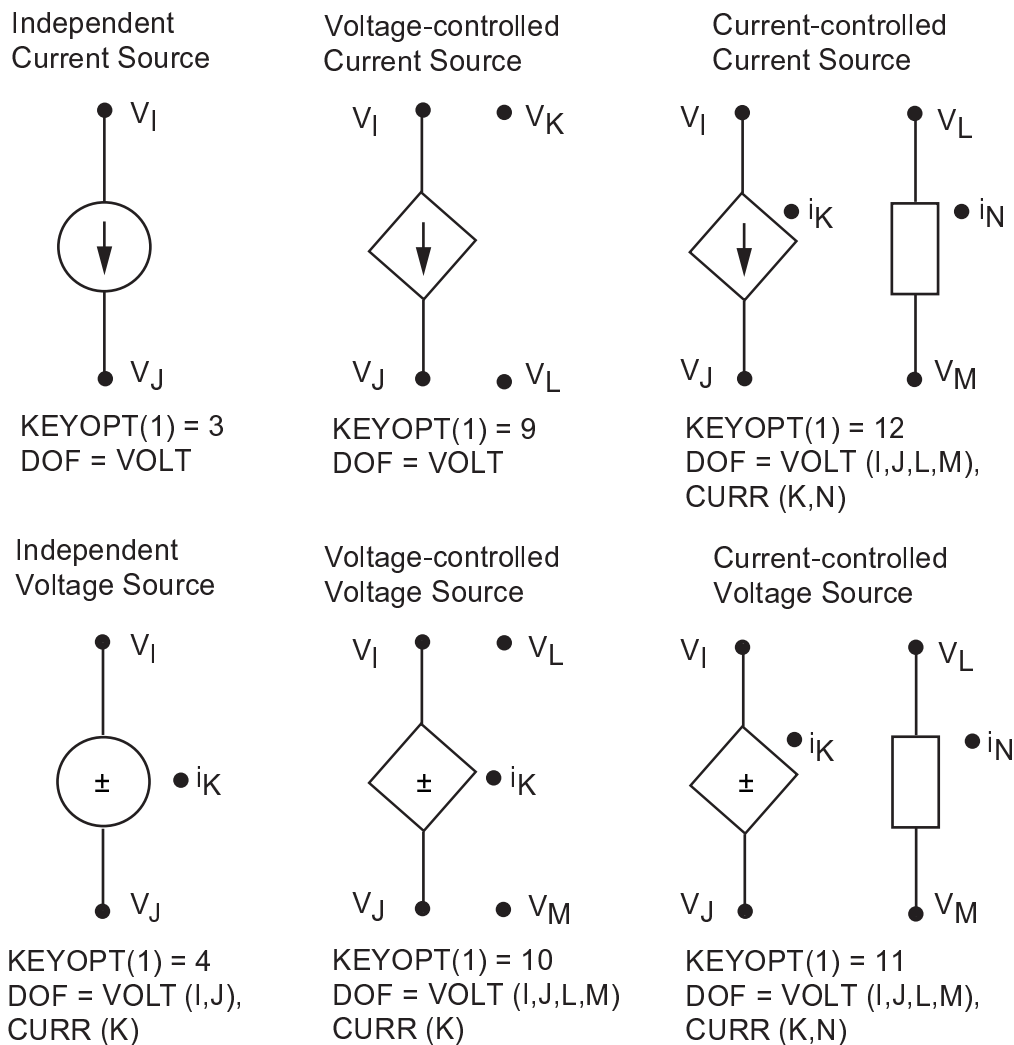 Independent
Current Source
V_I
V_J
KEYOPT(1) = 3
DOF = VOLT
Voltage-controlled
Current Source
V_I
V_K
V_J
V_L
KEYOPT(1) = 9
DOF = VOLT
Current-controlled
Current Source
V_I
V_L
i_K
i_N
V_J
V_M
KEYOPT(1) = 12
DOF = VOLT (I,J,L,M),
CURR (K,N)
Independent
Voltage Source
V_I
±
i_K
V_J
KEYOPT(1) = 4
DOF = VOLT (I,J),
CURR (K)
Voltage-controlled
Voltage Source
V_I
V_L
±
i_K
V_J
V_M
KEYOPT(1) = 10
DOF = VOLT (I,J,L,M)
CURR (K)
Current-controlled
Voltage Source
V_I
V_L
i_K
i_N
±
V_J
V_M
KEYOPT(1) = 11
DOF = VOLT (I,J,L,M),
CURR (K,N)